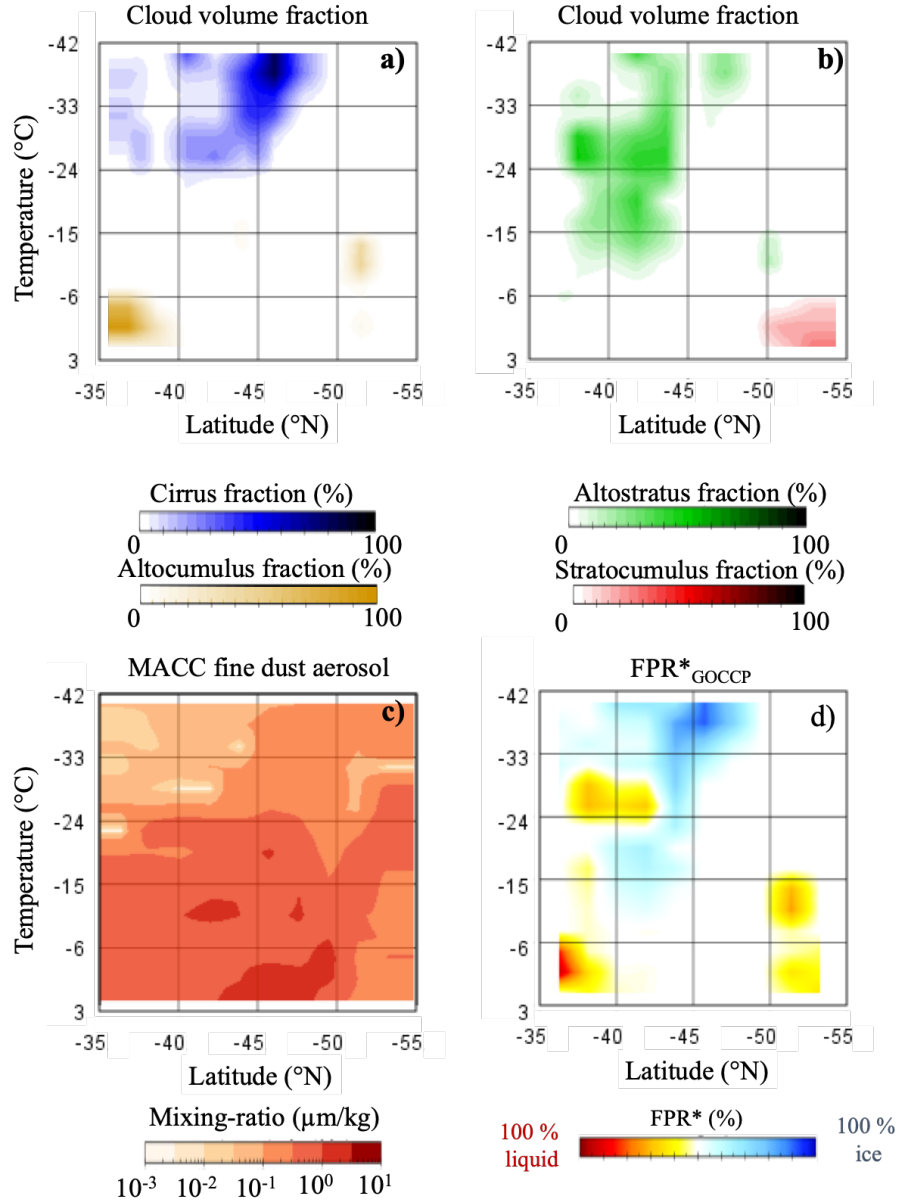 Cloud volume fraction
a)
-42
-33
-24
-15
-6
3
Temperature (°C)
-35 -40 -45 -50 -55
Latitude (°N)
Cloud volume fraction
b)
-42
-33
-24
-15
-6
3
-35 -40 -45 -50 -55
Latitude (°N)
Cirrus fraction (%)
0 100
Altocumulus fraction (%)
0 100
Altostratus fraction (%)
0 100
Stratocumulus fraction (%)
0 100
MACC fine dust aerosol
c)
-42
-33
-24
-15
-6
3
Temperature (°C)
-35 -40 -45 -50 -55
Latitude (°N)
Mixing-ratio (µm/kg)
10⁻³ 10⁻² 10⁻¹ 10⁰ 10¹
FPR*GOCCP
d)
-42
-33
-24
-15
-6
3
-35 -40 -45 -50 -55
Latitude (°N)
FPR* (%)
100 %
liquid
100 %
ice